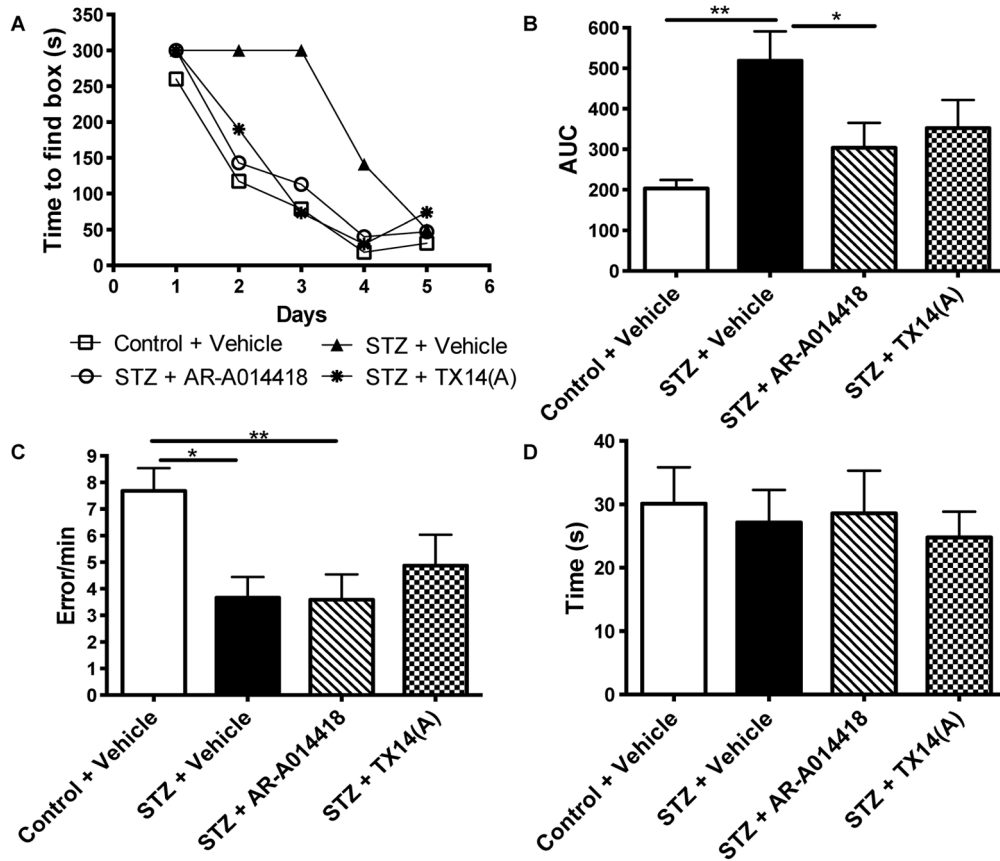 A
Time to find box (s)
300
250
200
150
100
50
0
0 1 2 3 4 5 6
Days
Control + Vehicle STZ + Vehicle
STZ + AR-A014418 STZ + TX14(A)
B
** *
AUC
600
500
400
300
200
100
0
Control + Vehicle
STZ + Vehicle
STZ + AR-A014418
STZ + TX14(A)
C
**
*
Error/min
9
8
7
6
5
4
3
2
1
0
Control + Vehicle
STZ + Vehicle
STZ + AR-A014418
STZ + TX14(A)
D
Time (s)
40
30
20
10
0
Control + Vehicle
STZ + Vehicle
STZ + AR-A014418
STZ + TX14(A)